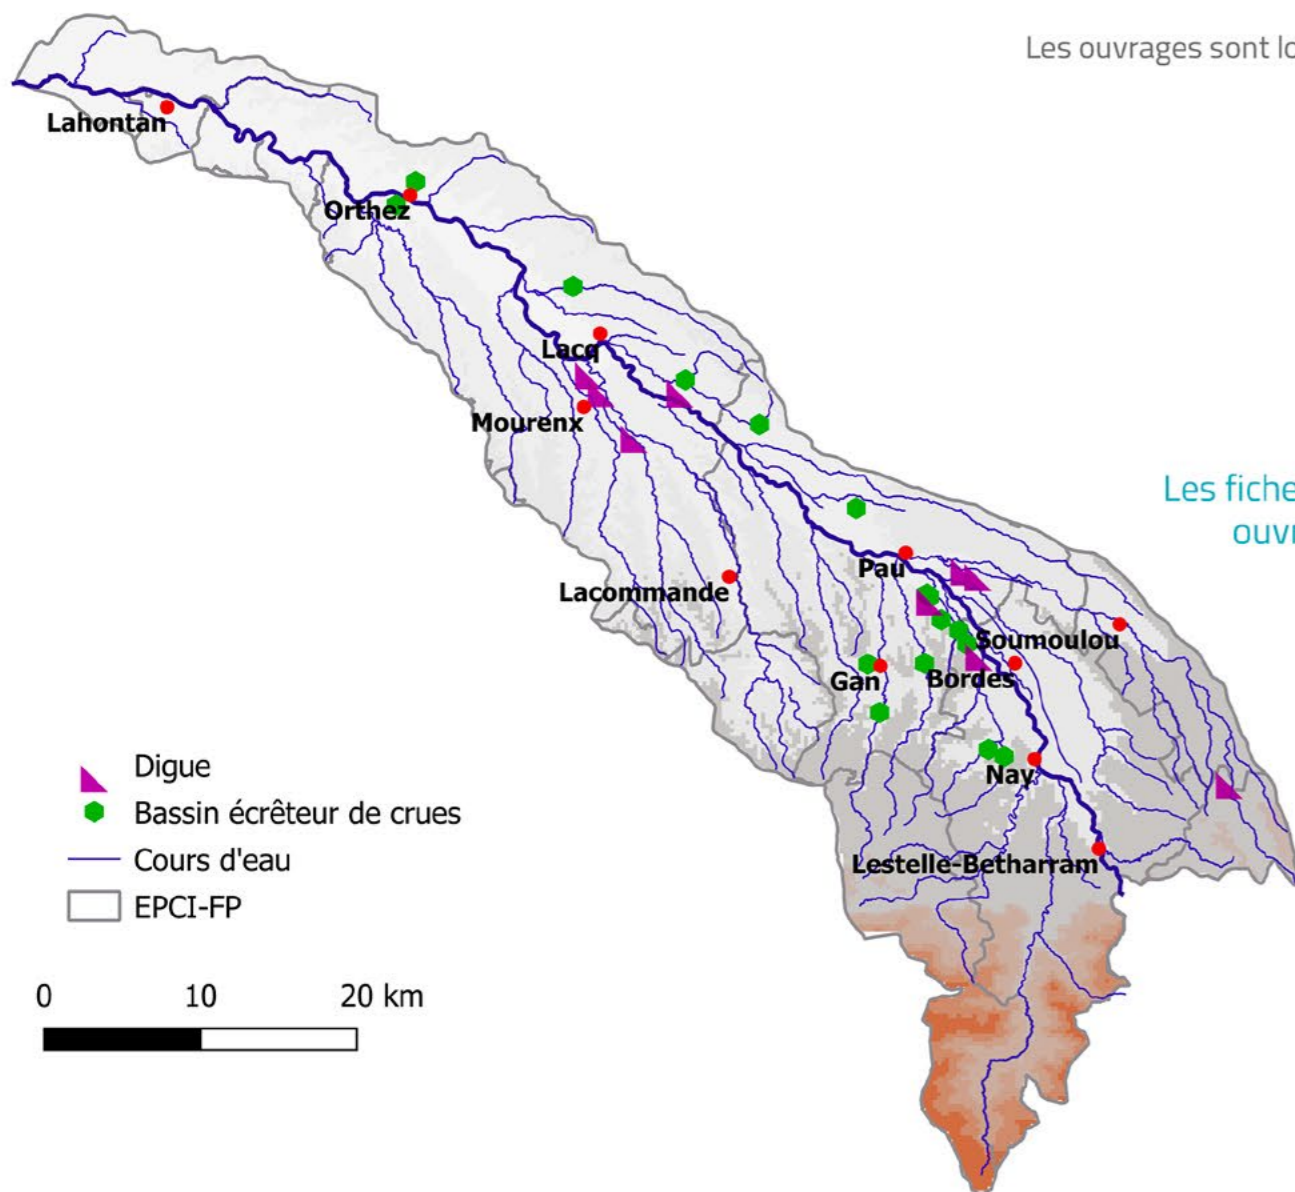 Les ouvrages sont lo
Lahontan
Orthez
Lacq
Mourenx
Les fiche
ouvr
Pau
Lacommande
Soumoulou
Gan
Bordes
Nay
Lestelle-Betharram
Digue
Bassin écrêteur de crues
Cours d'eau
EPCI-FP
0 10 20 km